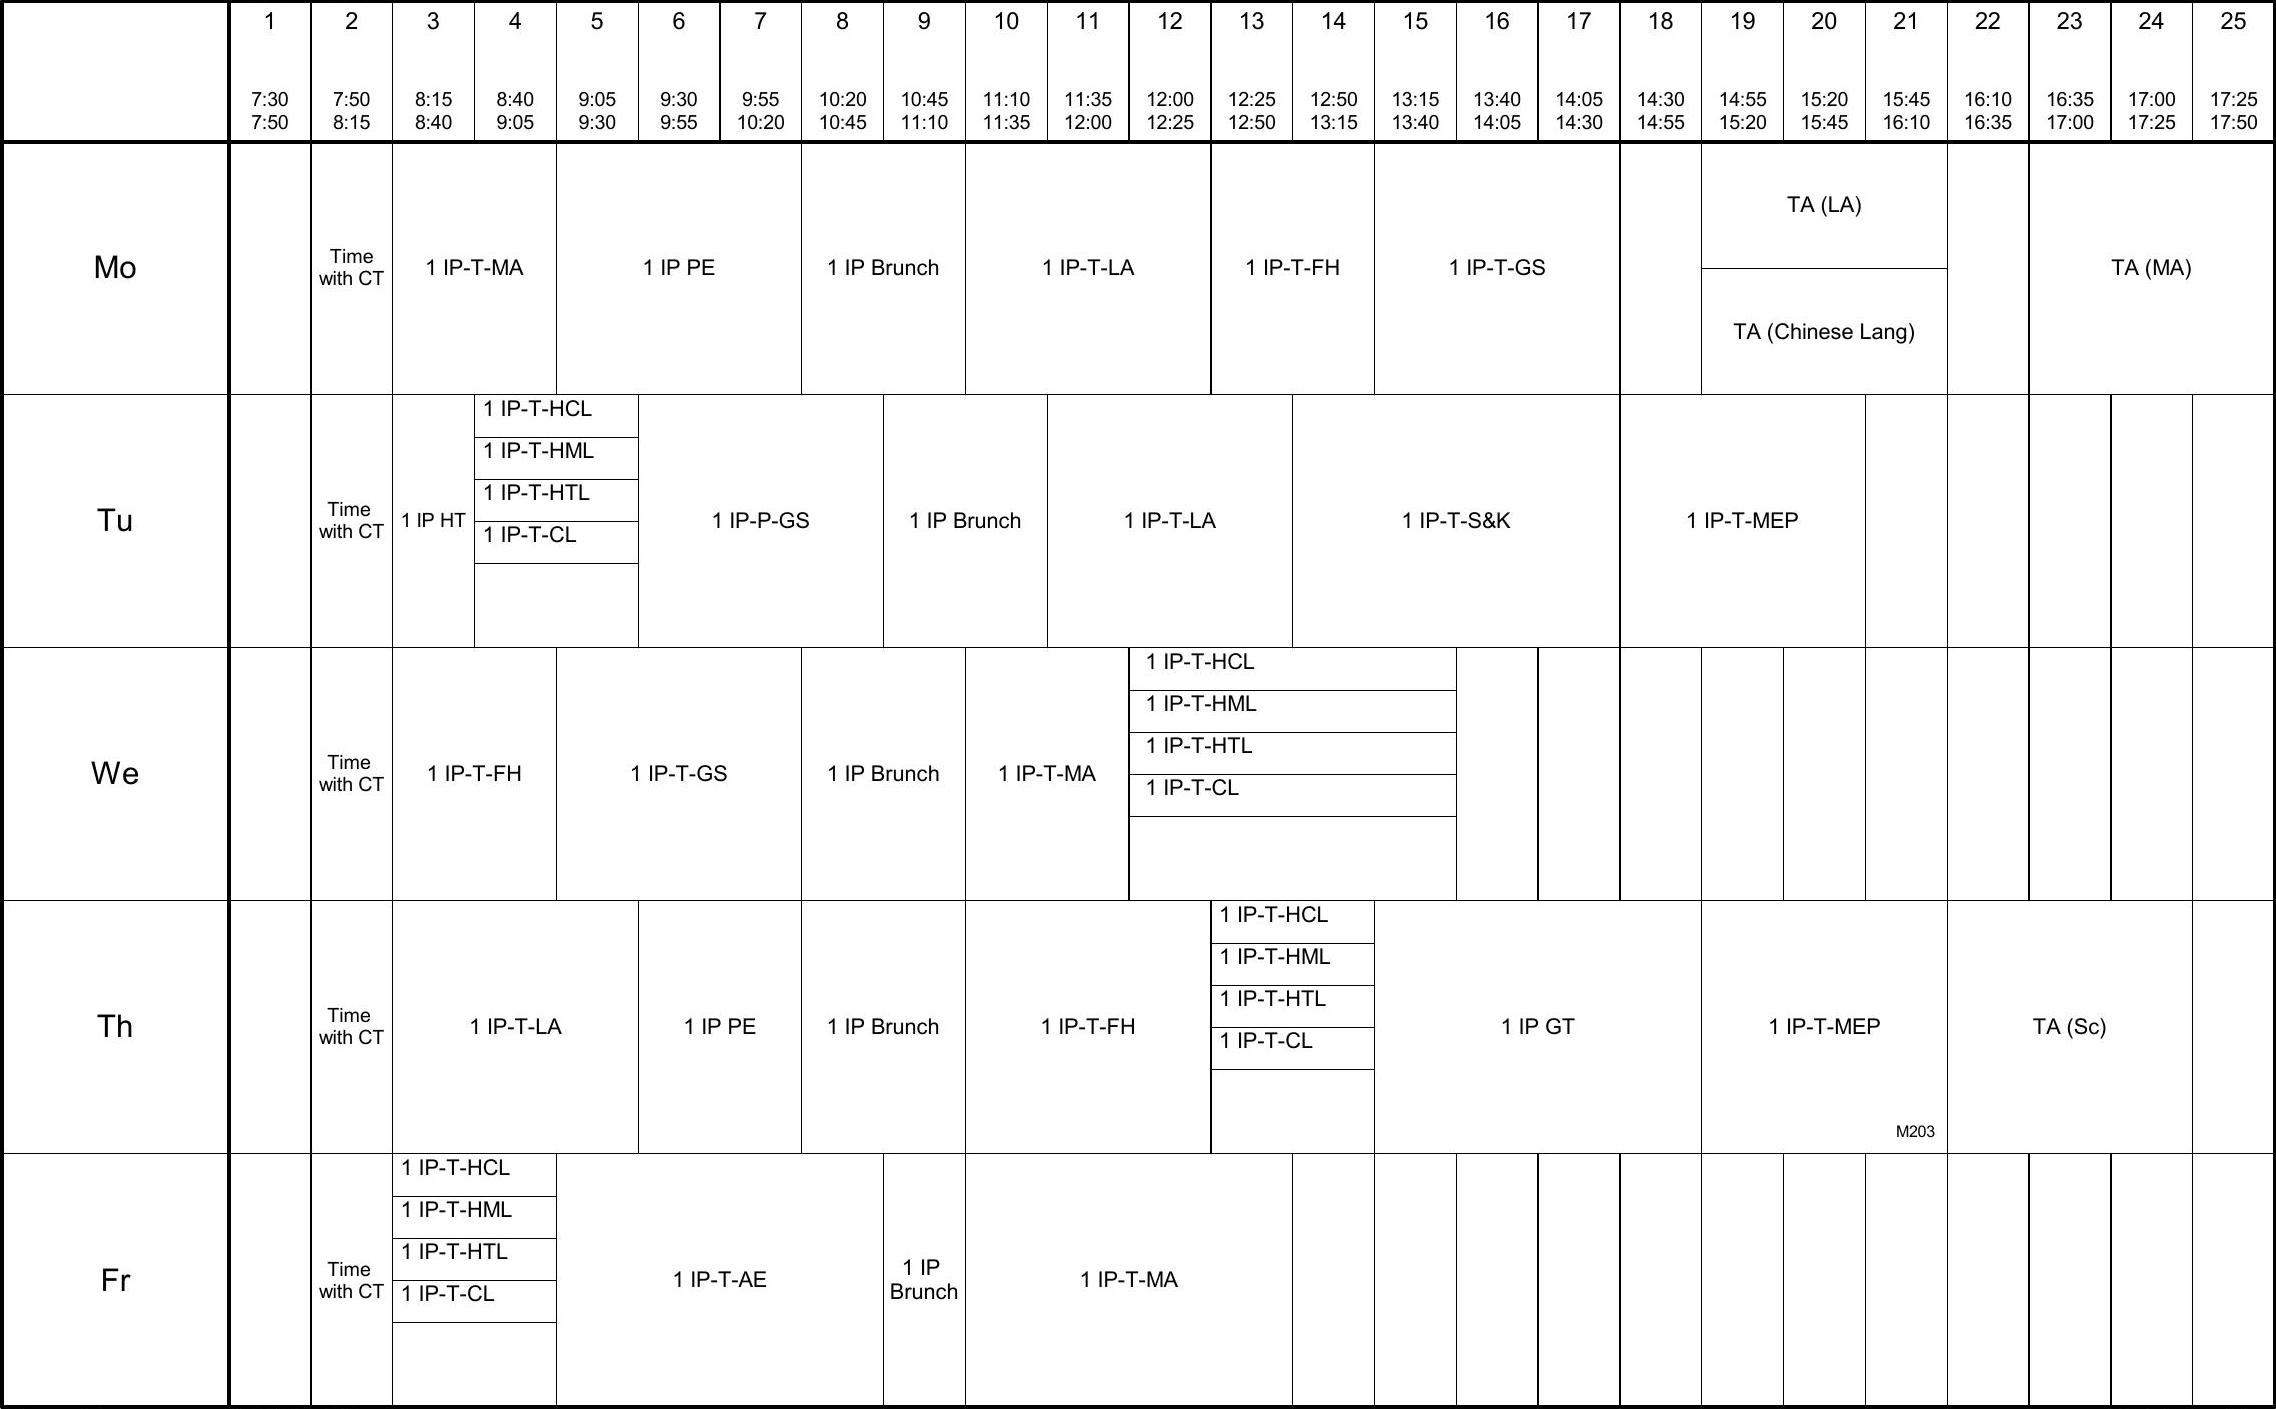 1 2 3 4 5 6 7 8 9 10 11 12 13 14 15 16 17 18 19 20 21 22 23 24 25
7:30 7:50 8:15 8:40 9:05 9:30 9:55 10:20 10:45 11:10 11:35 12:00 12:25 12:50 13:15 13:40 14:05 14:30 14:55 15:20 15:45 16:10 16:35 17:00 17:25
7:50 8:15 8:40 9:05 9:30 9:55 10:20 10:45 11:10 11:35 12:00 12:25 12:50 13:15 13:40 14:05 14:30 14:55 15:20 15:45 16:10 16:35 17:00 17:25 17:50
Mo
Time
with CT
1 IP-T-MA
1 IP PE
1 IP Brunch
1 IP-T-LA
1 IP-T-FH
1 IP-T-GS
TA (LA)
TA (Chinese Lang)
TA (MA)
Tu
Time
with CT
1 IP HT
1 IP-T-HCL
1 IP-T-HML
1 IP-T-HTL
1 IP-T-CL
1 IP-P-GS
1 IP Brunch
1 IP-T-LA
1 IP-T-S&K
1 IP-T-MEP
We
Time
with CT
1 IP-T-FH
1 IP-T-GS
1 IP Brunch
1 IP-T-MA
1 IP-T-HCL
1 IP-T-HML
1 IP-T-HTL
1 IP-T-CL
Th
Time
with CT
1 IP-T-LA
1 IP PE
1 IP Brunch
1 IP-T-FH
1 IP-T-HCL
1 IP-T-HML
1 IP-T-HTL
1 IP-T-CL
1 IP GT
1 IP-T-MEP
M203
TA (Sc)
Fr
Time
with CT
1 IP-T-HCL
1 IP-T-HML
1 IP-T-HTL
1 IP-T-CL
1 IP-T-AE
1 IP
Brunch
1 IP-T-MA